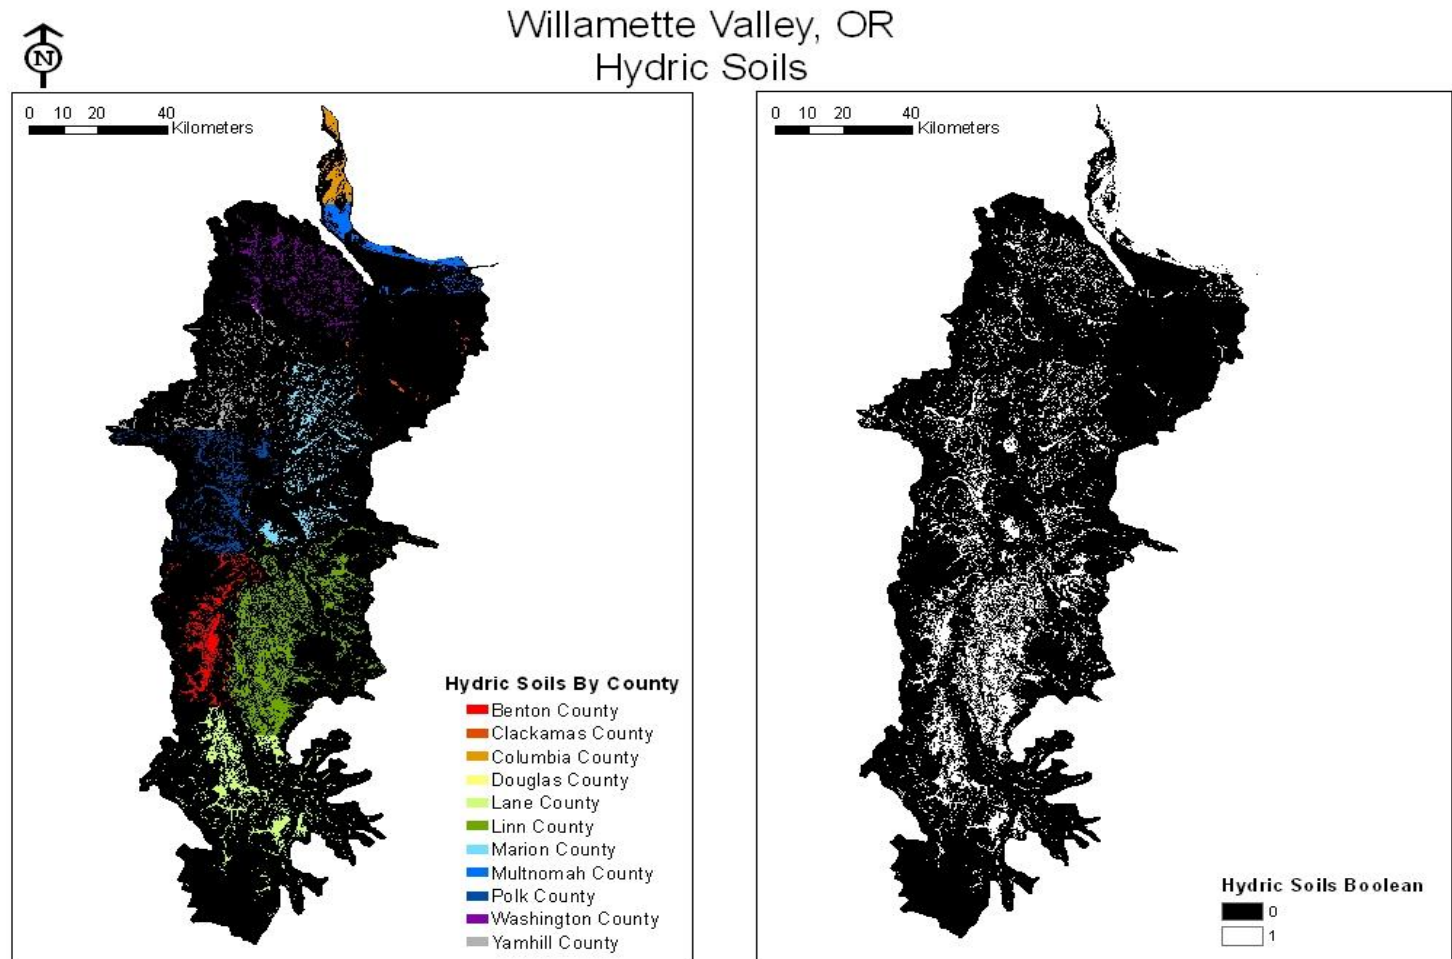 Willamette Valley, OR
Hydric Soils
N
0 10 20 40
Kilometers
Hydric Soils By County
Benton County
Clackamas County
Columbia County
Douglas County
Lane County
Linn County
Marion County
Multnomah County
Polk County
Washington County
Yamhill County
0 10 20 40
Kilometers
Hydric Soils Boolean
0
1